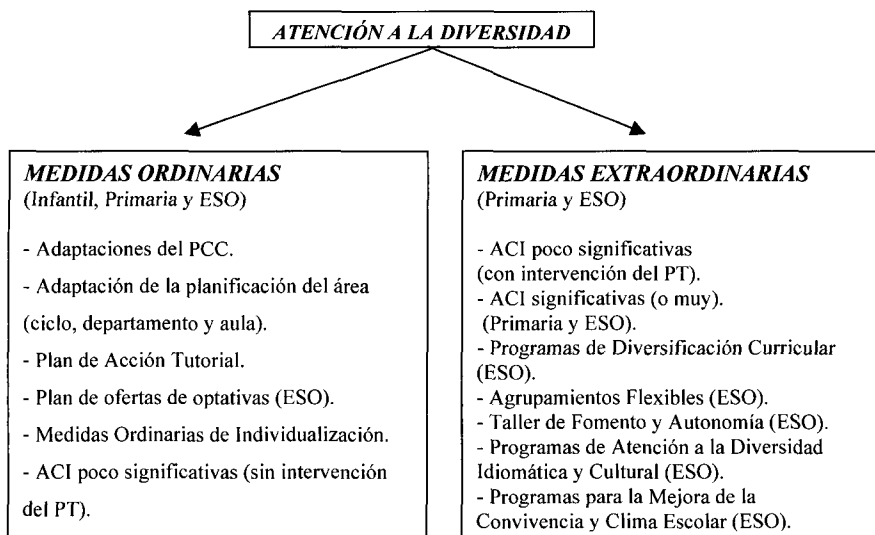 ATENCIÓN A LA DIVERSIDAD
MEDIDAS ORDINARIAS
(Infantil, Primaria y ESO)
- Adaptaciones del PCC.
- Adaptación de la planificación del área
(ciclo, departamento y aula).
- Plan de Acción Tutorial.
- Plan de ofertas de optativas (ESO).
- Medidas Ordinarias de Individualización.
- ACI poco significativas (sin intervención
del PT).
MEDIDAS EXTRAORDINARIAS
(Primaria y ESO)
- ACI poco significativas
(con intervención del PT).
- ACI significativas (o muy).
(Primaria y ESO).
- Programas de Diversificación Curricular
(ESO).
- Agrupamientos Flexibles (ESO).
- Taller de Fomento y Autonomía (ESO).
- Programas de Atención a la Diversidad
Idiomática y Cultural (ESO).
- Programas para la Mejora de la
Convivencia y Clima Escolar (ESO).